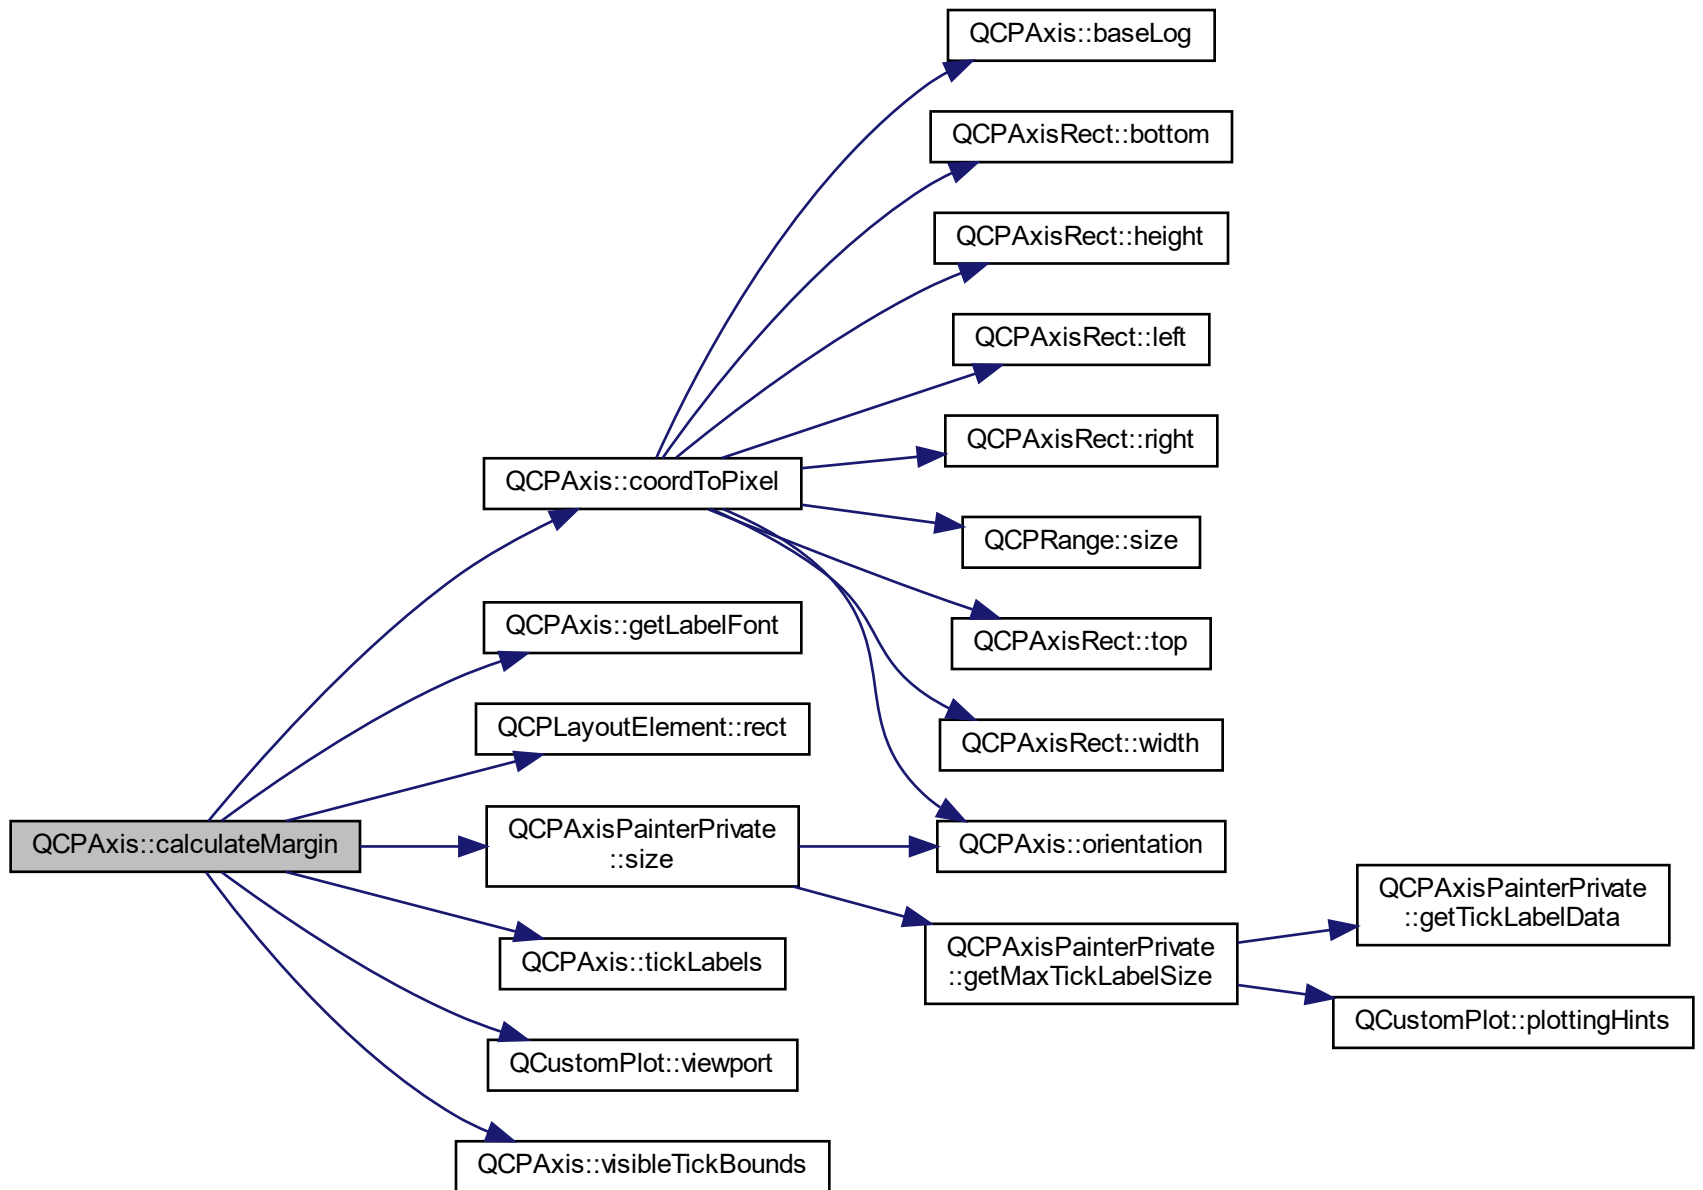 QCPAxis::baseLog
QCPAxisRect::bottom
QCPAxisRect::height
QCPAxisRect::left
QCPAxisRect::right
QCPAxis::coordToPixel
QCPRange::size
QCPAxis::getLabelFont
QCPAxisRect::top
QCPLayoutElement::rect
QCPAxisRect::width
QCPAxis::calculateMargin
QCPAxisPainterPrivate
::size
QCPAxis::orientation
QCPAxisPainterPrivate
::getTickLabelData
QCPAxis::tickLabels
QCPAxisPainterPrivate
::getMaxTickLabelSize
QCustomPlot::plottingHints
QCustomPlot::viewport
QCPAxis::visibleTickBounds